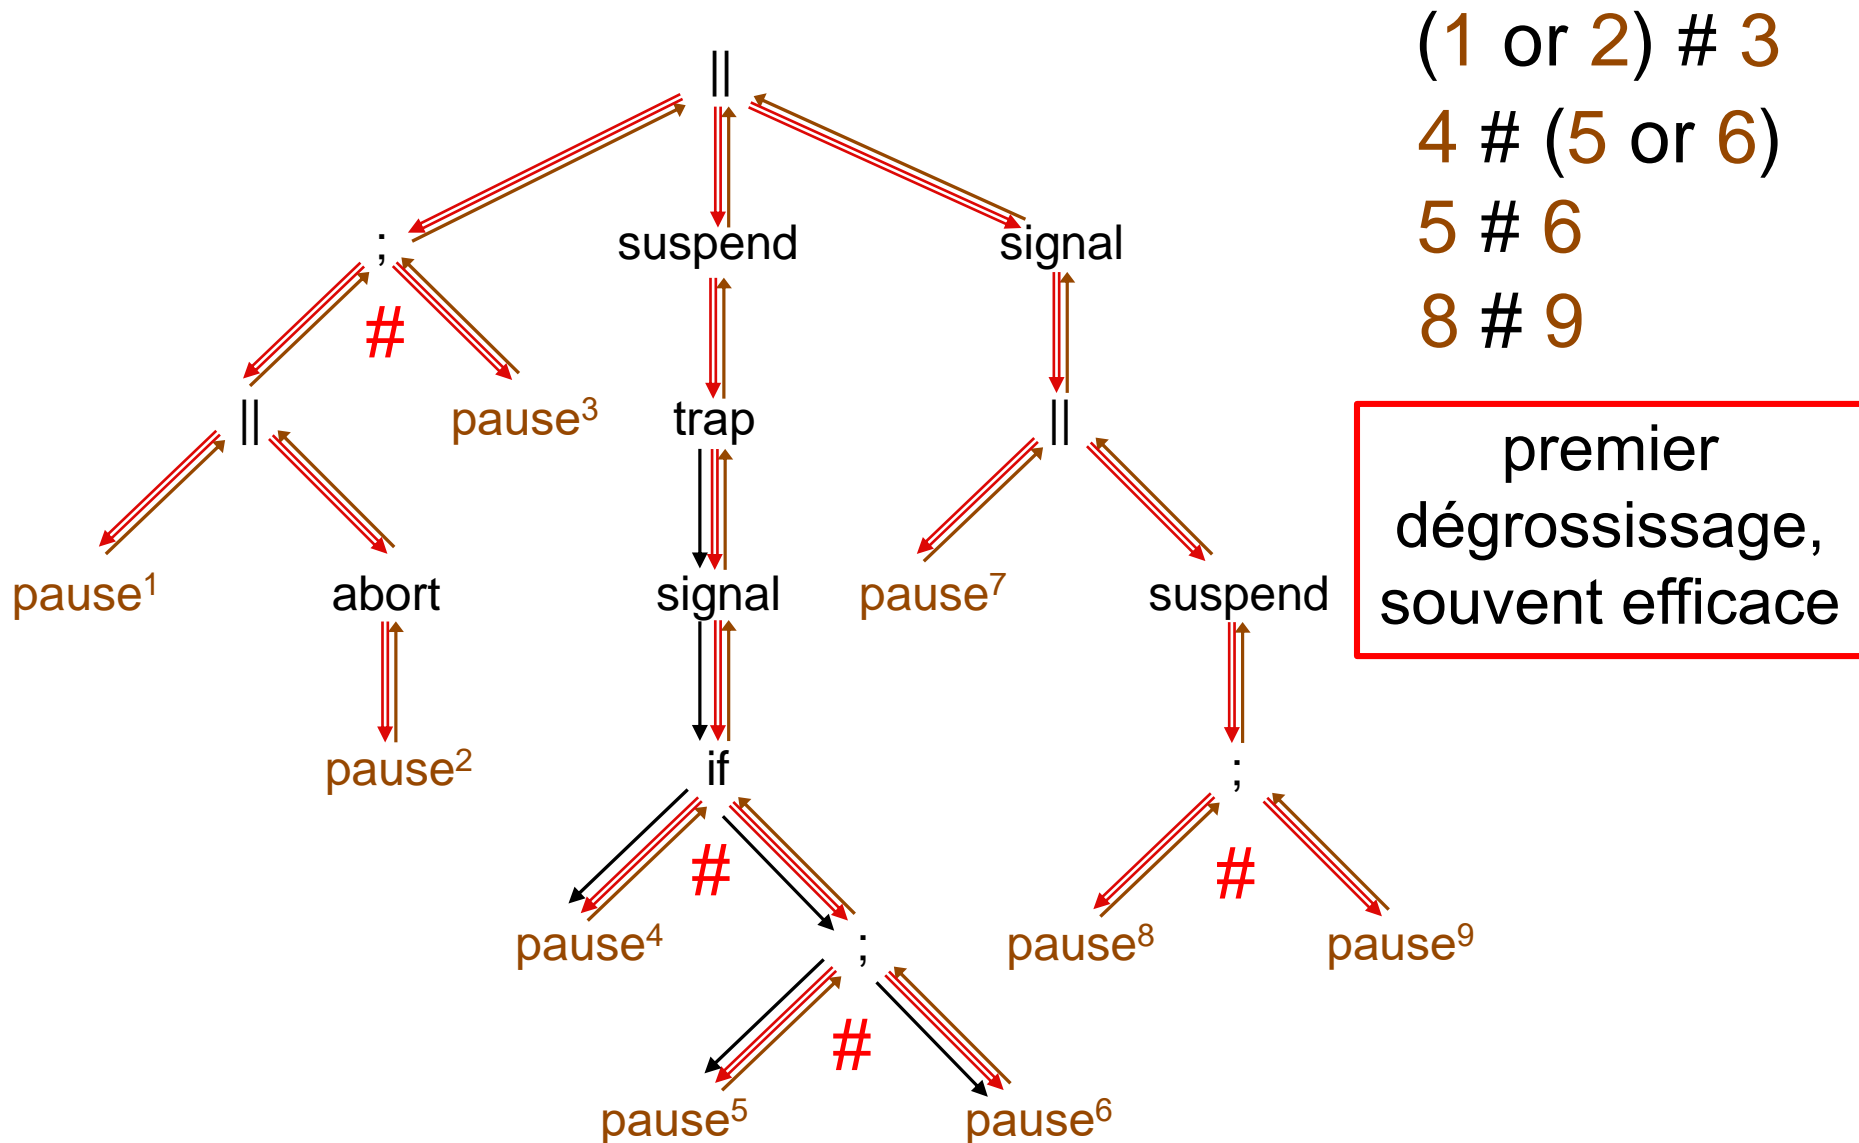 (1 or 2) # 3
||
4 # (5 or 6)
; suspend signal
5 # 6
#
8 # 9
|| pause³ trap ||
premier
dégrossissage,
souvent efficace
pause¹ abort signal pause⁷ suspend
pause² if ;
# #
pause⁴ ; pause⁸ pause⁹
#
pause⁵ pause⁶